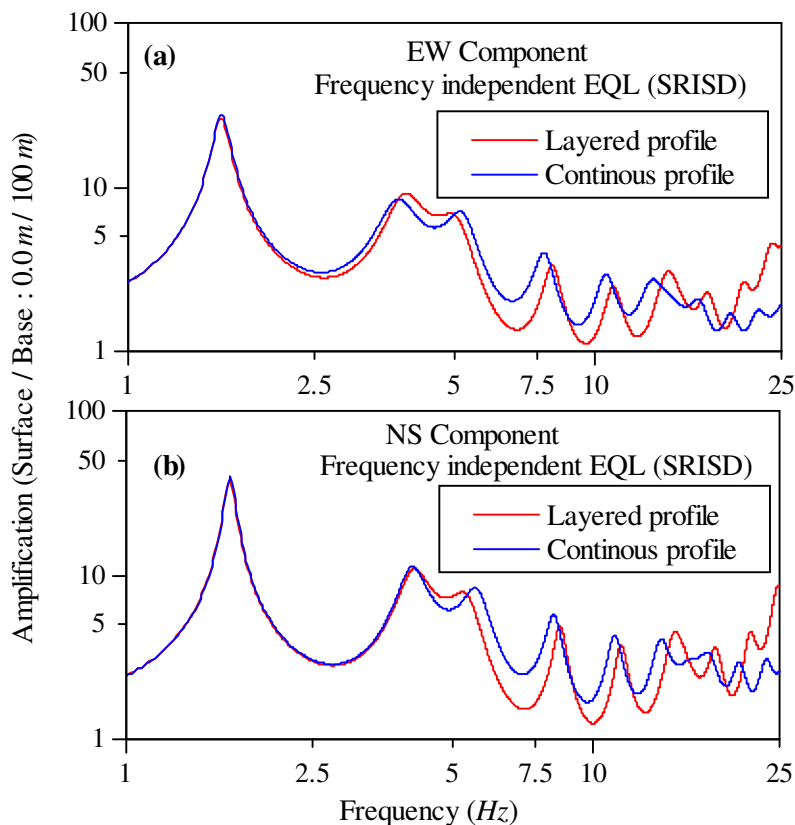 Amplification (Surface / Base : 0.0 m / 100 m)
100
50
10
5
1
(a)
EW Component
Frequency independent EQL (SRISD)
Layered profile
Continous profile
1
2.5
5
7.5
10
25
100
50
10
5
1
(b)
NS Component
Frequency independent EQL (SRISD)
Layered profile
Continous profile
1
2.5
5
7.5
10
25
Frequency (Hz)